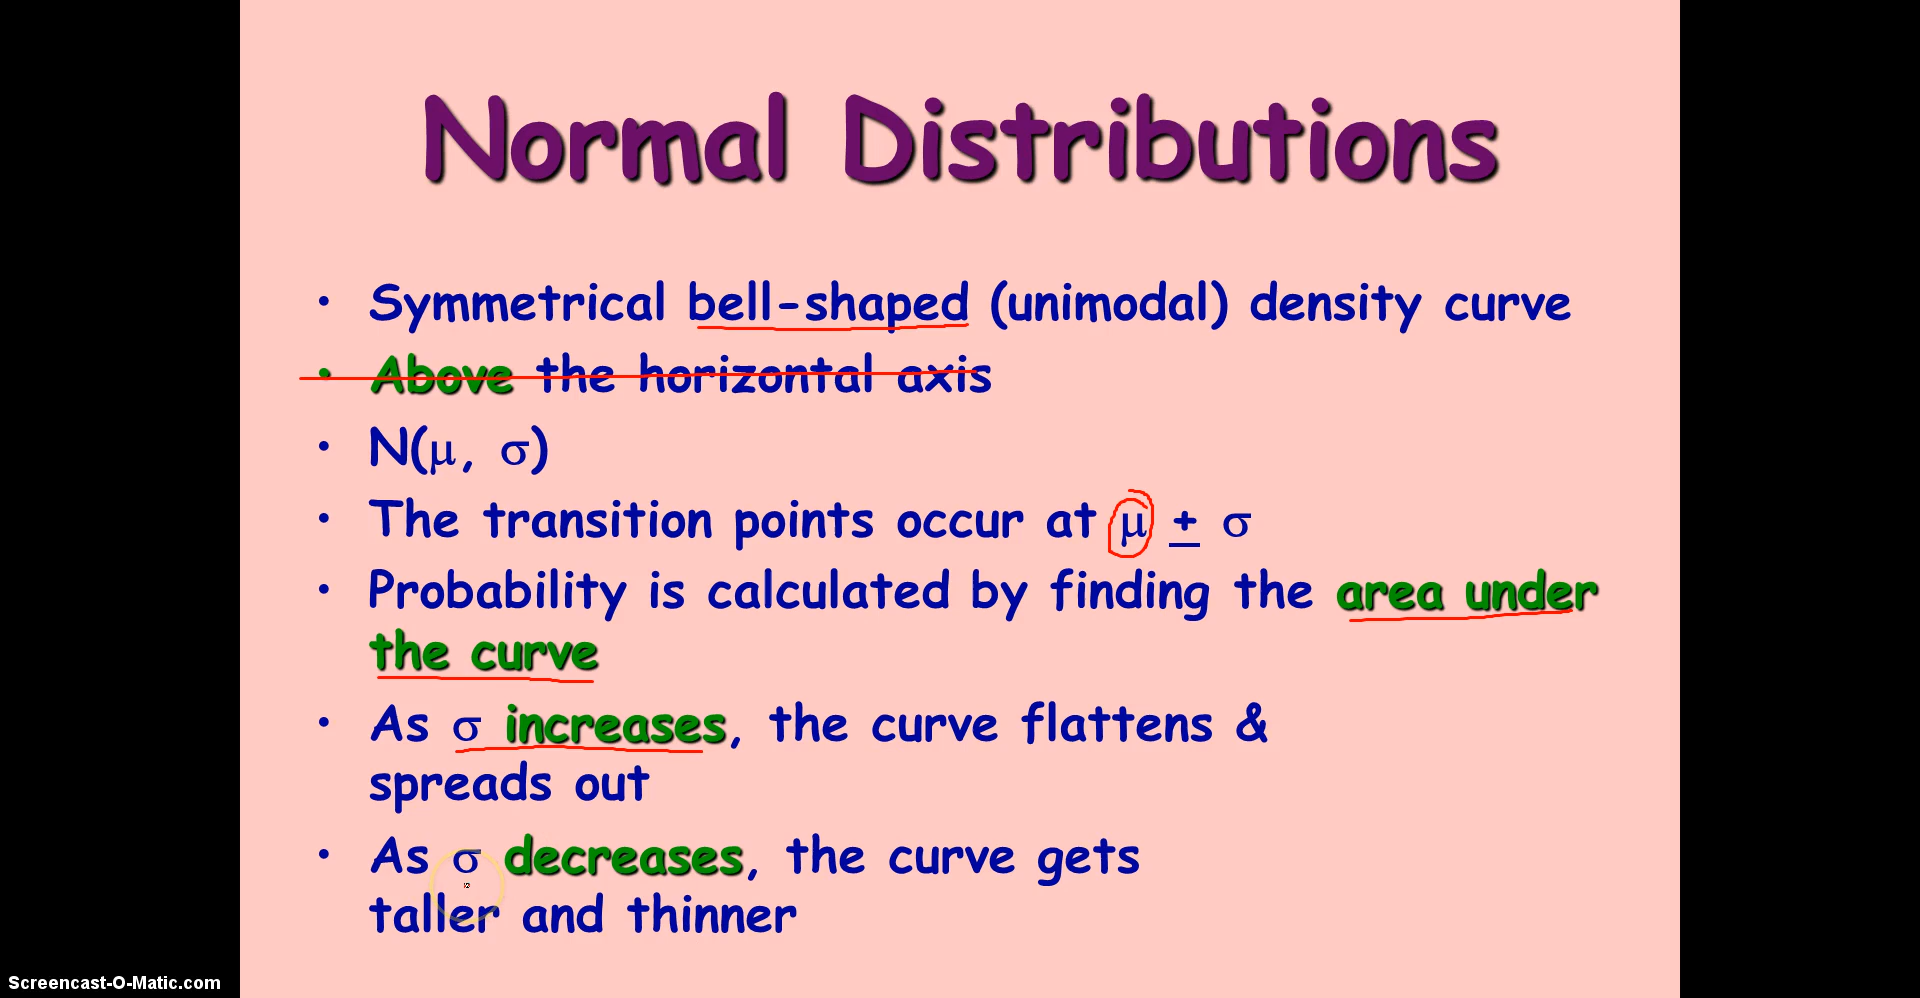 Normal Distributions
• Symmetrical bell-shaped (unimodal) density curve
• Above the horizontal axis
• N(μ, σ)
• The transition points occur at μ ± σ
• Probability is calculated by finding the area under
the curve
• As σ increases, the curve flattens &
spreads out
• As σ decreases, the curve gets
taller and thinner
Screencast-O-Matic.com